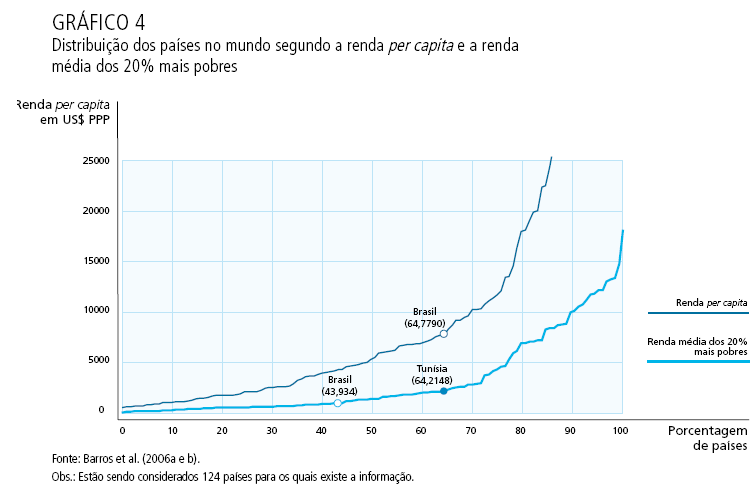 GRÁFICO 4
Distribuição dos países no mundo segundo a renda per capita e a renda
média dos 20% mais pobres
Renda per capita
em US$ PPP
25000
20000
15000
10000
5000
0
Brasil
(64,7790)
Brasil
(43,934)
Tunísia
(64,2148)
Renda per capita
Renda média dos 20%
mais pobres
0 10 20 30 40 50 60 70 80 90 100
Porcentagem
de países
Fonte: Barros et al. (2006a e b).
Obs.: Estão sendo considerados 124 países para os quais existe a informação.